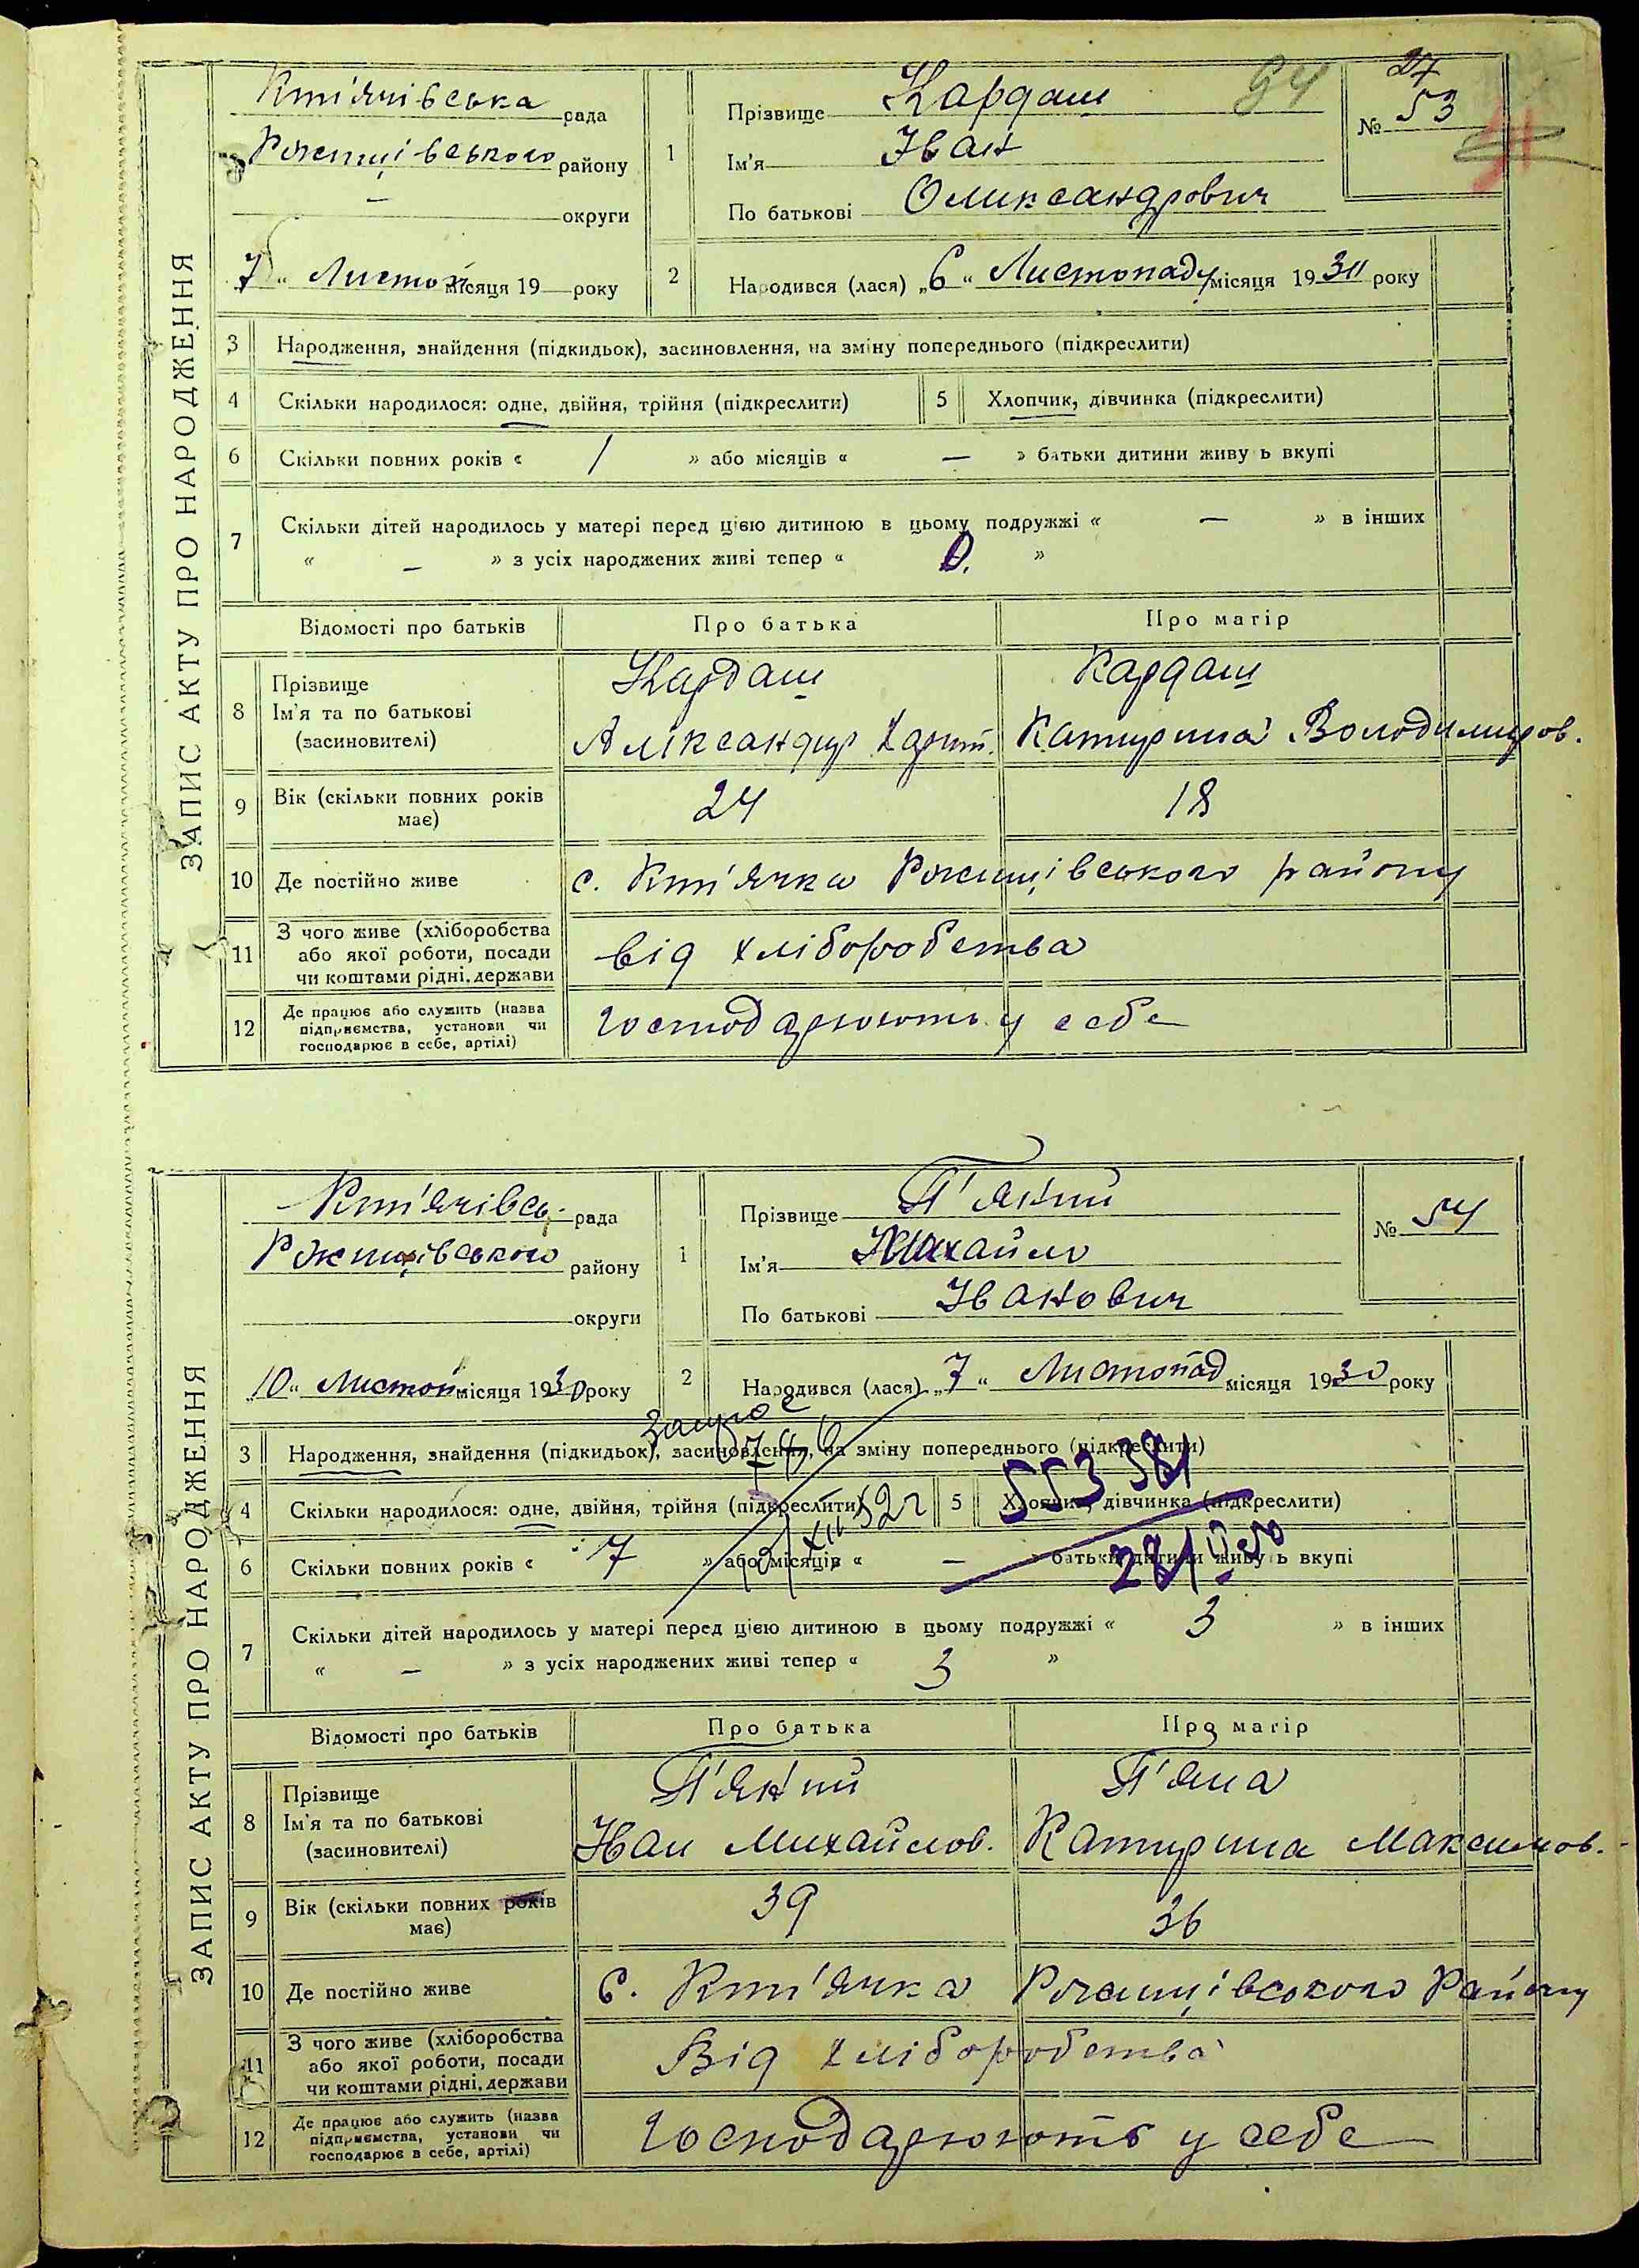 ЗАПИС АКТУ ПРО НАРОДЖЕННЯ
Кип'ячівська рада
району
— округи
7 " Листоп місяця 19 — року
1
Прізвище Кардаш 94
Ім'я Іван
По батькові Олександрович
№ 53
27
2 Народився (лася) „6 " Листопаду місяця 1930 року
3 Народження, знайдення (підкидьок), засиновлення, на зміну попереднього (підкреслити)
4 Скільки народилося: одне, двійня, трійня (підкреслити)
5 Хлопчик, дівчинка (підкреслити)
6 Скільки повних років « 1 » або місяців « — » батьки дитини живу ь вкупі
7 Скільки дітей народилось у матері перед цією дитиною в цьому подружжі « — » в інших
« — » з усіх народжених живі тепер « 0. »
Відомості про батьків Про батька Про матір
8 Прізвище
Ім'я та по батькові
(засиновителі)
Кардаш Кардаш
Володимиров.
9 Вік (скільки повних років
має)
24 18
10 Де постійно живе с. району
11 З чого живе (хліборобства
або якої роботи, посади
чи коштами рідні, держави
від хліборобства
12 Де працює або служить (назва
підприємства, установи чи
господарює в себе, артілі)
Господарюють у себе
ЗАПИС АКТУ ПРО НАРОДЖЕННЯ
рада
району
округи
„10 " Листоп місяця 1930 року
1
Прізвище П'яний
Ім'я Михайло
По батькові Іванович
№ 54
2 Народився (лася) „7 " Листопад місяця 1930 року
3 Народження, знайдення (підкидьок), засиновлення, на зміну попереднього (підкреслити)
4 Скільки народилося: одне, двійня, трійня (підкреслити)
5 Хлопчик, дівчинка (підкреслити)
553 381
6 Скільки повних років « 7 » або місяців « — » батьки дитини живу ь вкупі
7 Скільки дітей народилось у матері перед цією дитиною в цьому подружжі « 3 » в інших
« — » з усіх народжених живі тепер « 3 »
Відомості про батьків Про батька Про матір
8 Прізвище
Ім'я та по батькові
(засиновителі)
П'яний П'яна
Іван Михайлов. Катирина Максимов.
9 Вік (скільки повних років
має)
39 36
10 Де постійно живе С. Району
11 З чого живе (хліборобства
або якої роботи, посади
чи коштами рідні, держави
Від хліборобства
12 Де працює або служить (назва
підприємства, установи чи
господарює в себе, артілі)
Господарюють у себе